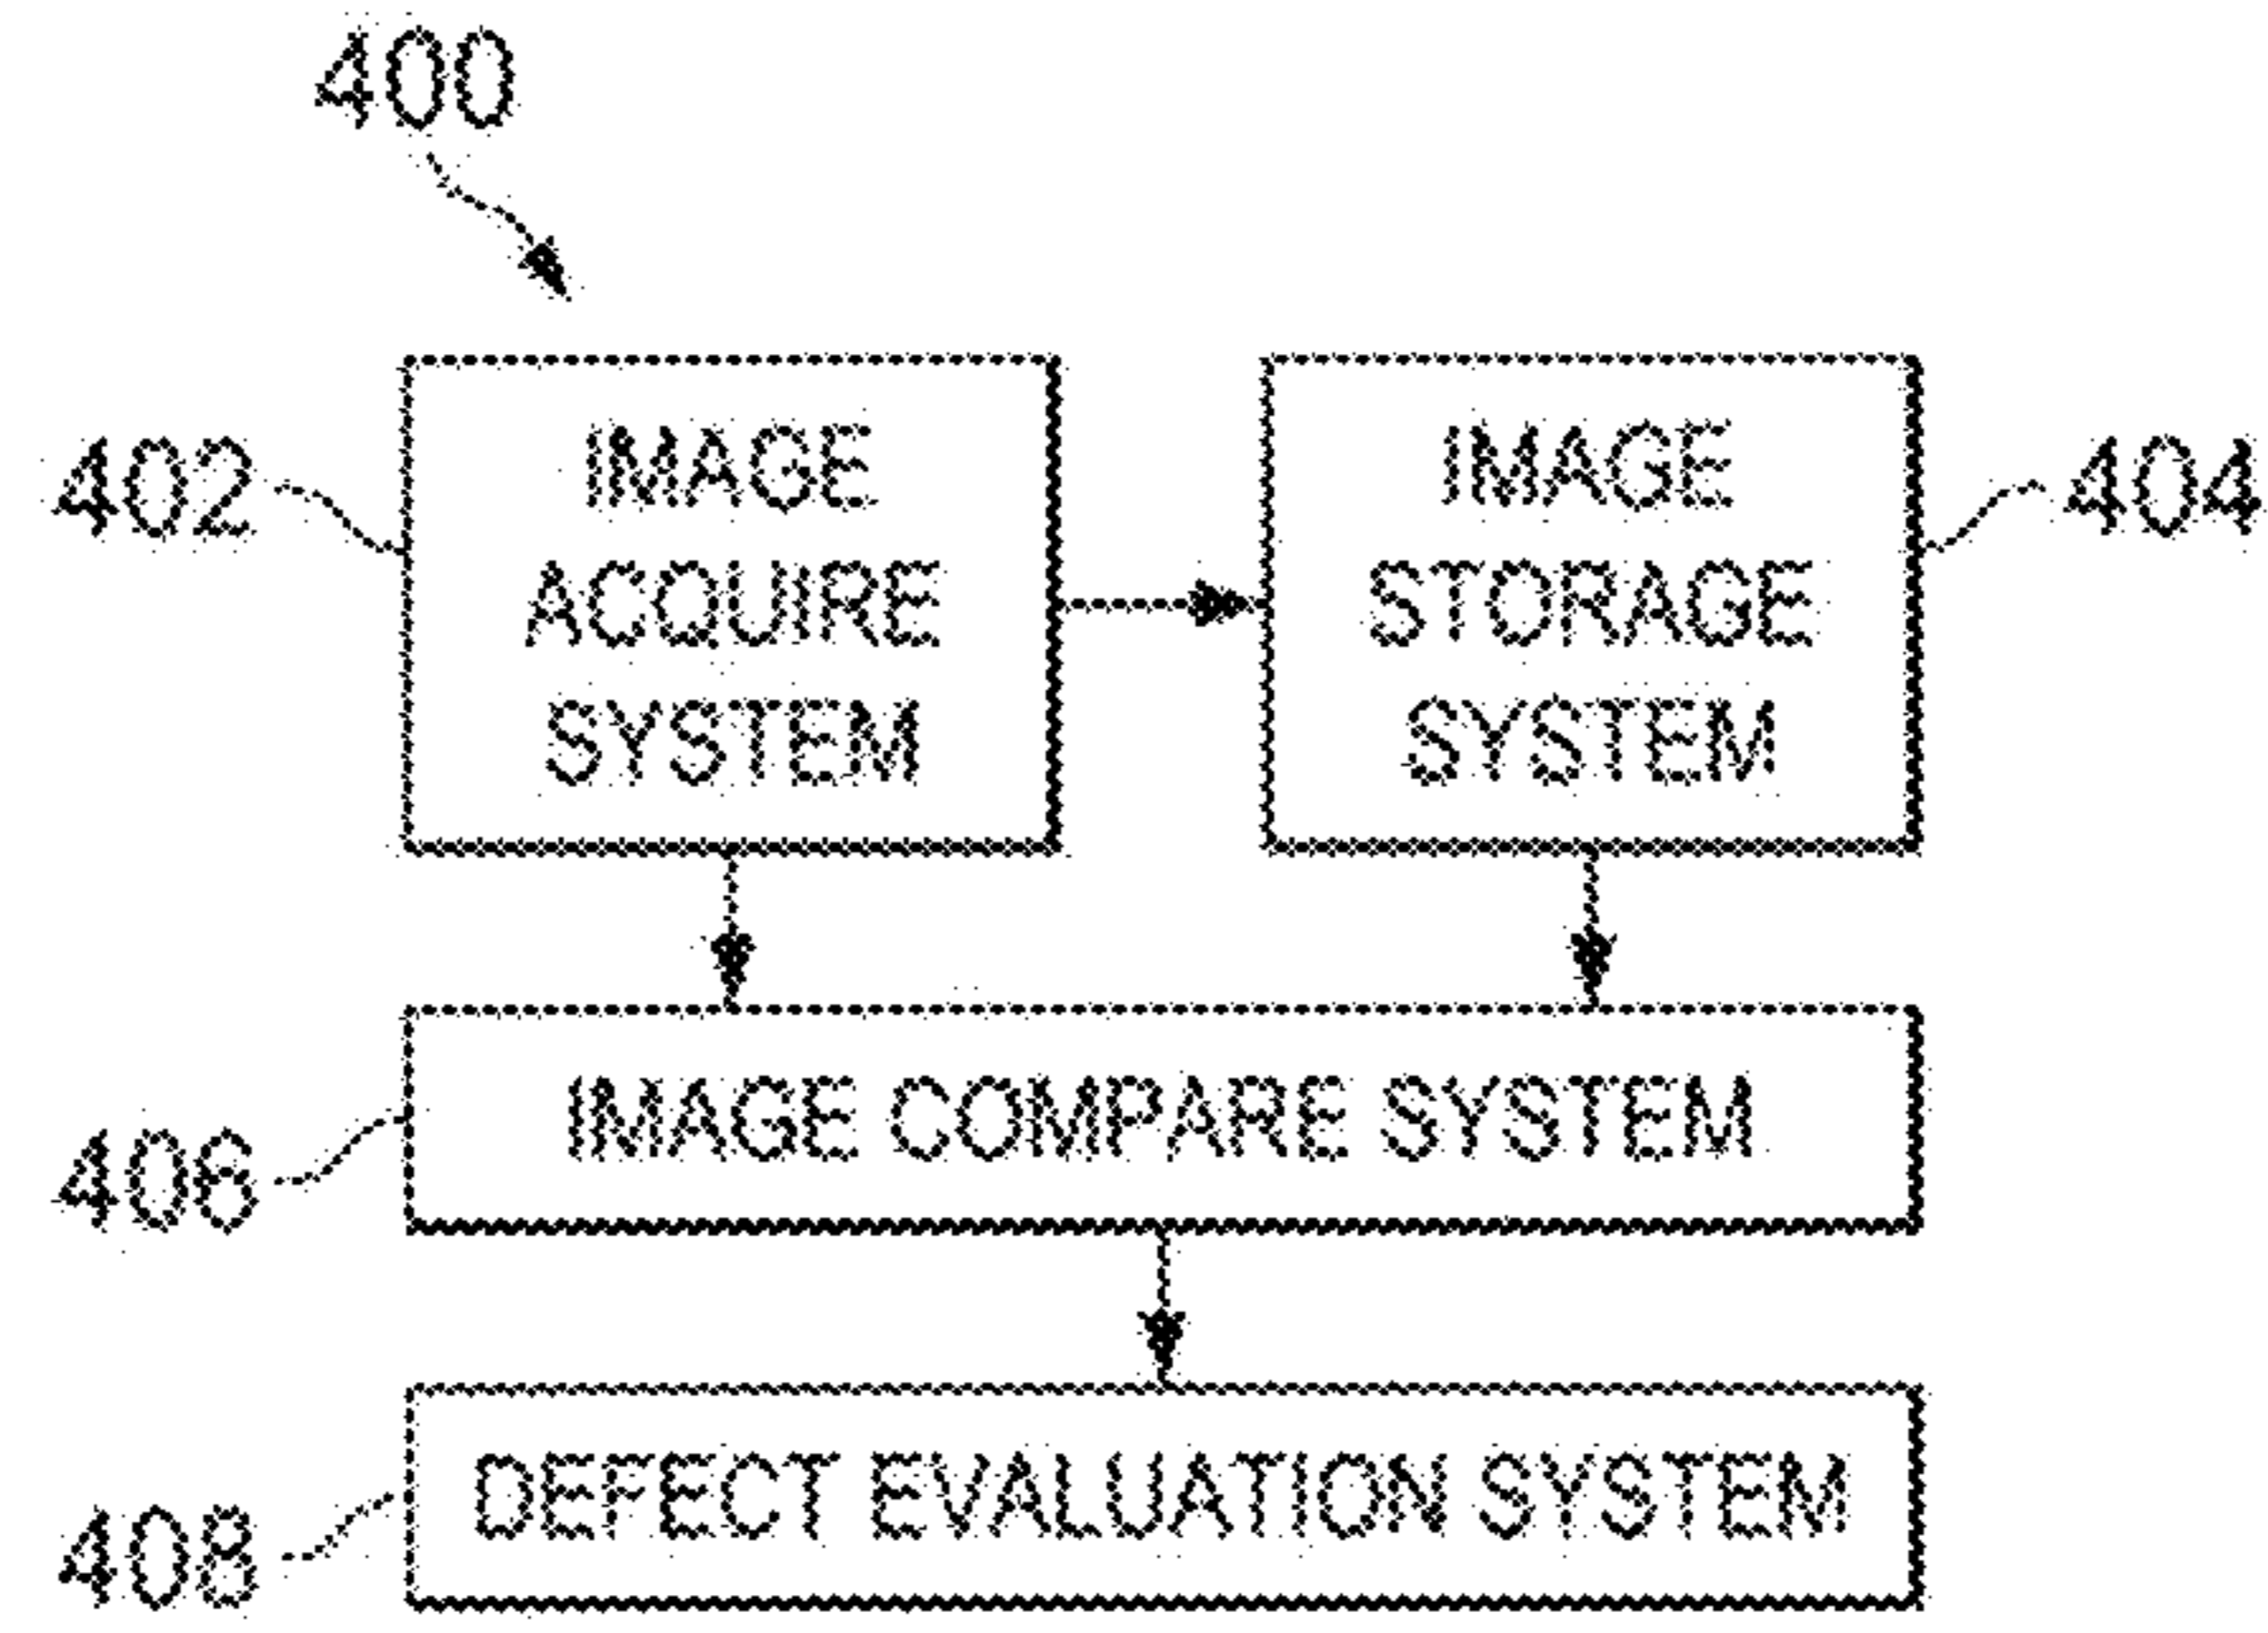 400
402
IMAGE
ACQUIRE
SYSTEM
IMAGE
STORAGE
SYSTEM
404
406
IMAGE COMPARE SYSTEM
408
DEFECT EVALUATION SYSTEM